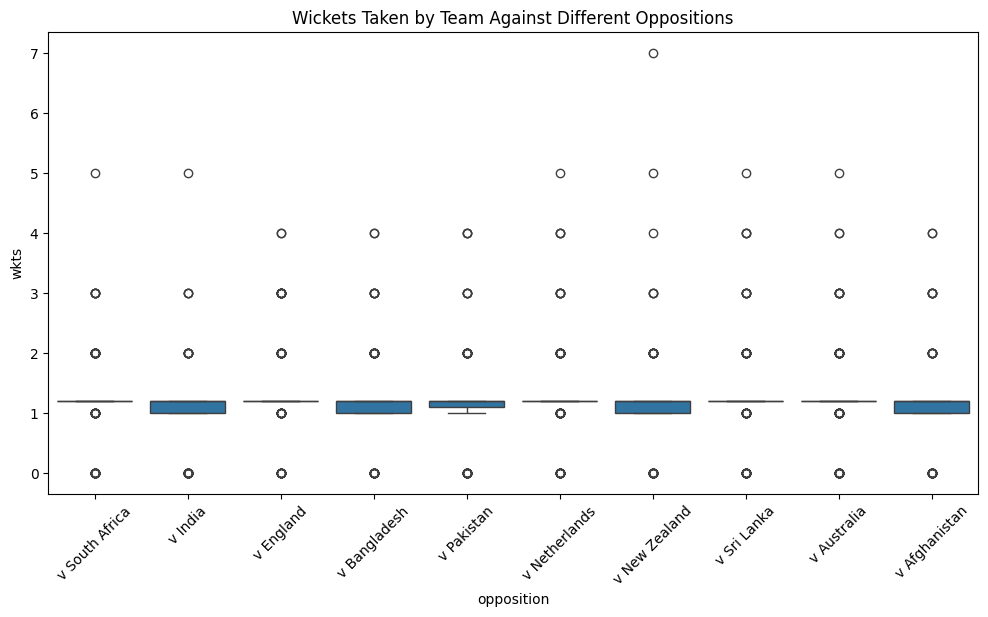 Wickets Taken by Team Against Different Oppositions
7
6
5
4
3
2
1
0
wkts
v South Africa
v India
v England
v Bangladesh
v Pakistan
v Netherlands
v New Zealand
v Sri Lanka
v Australia
v Afghanistan
opposition